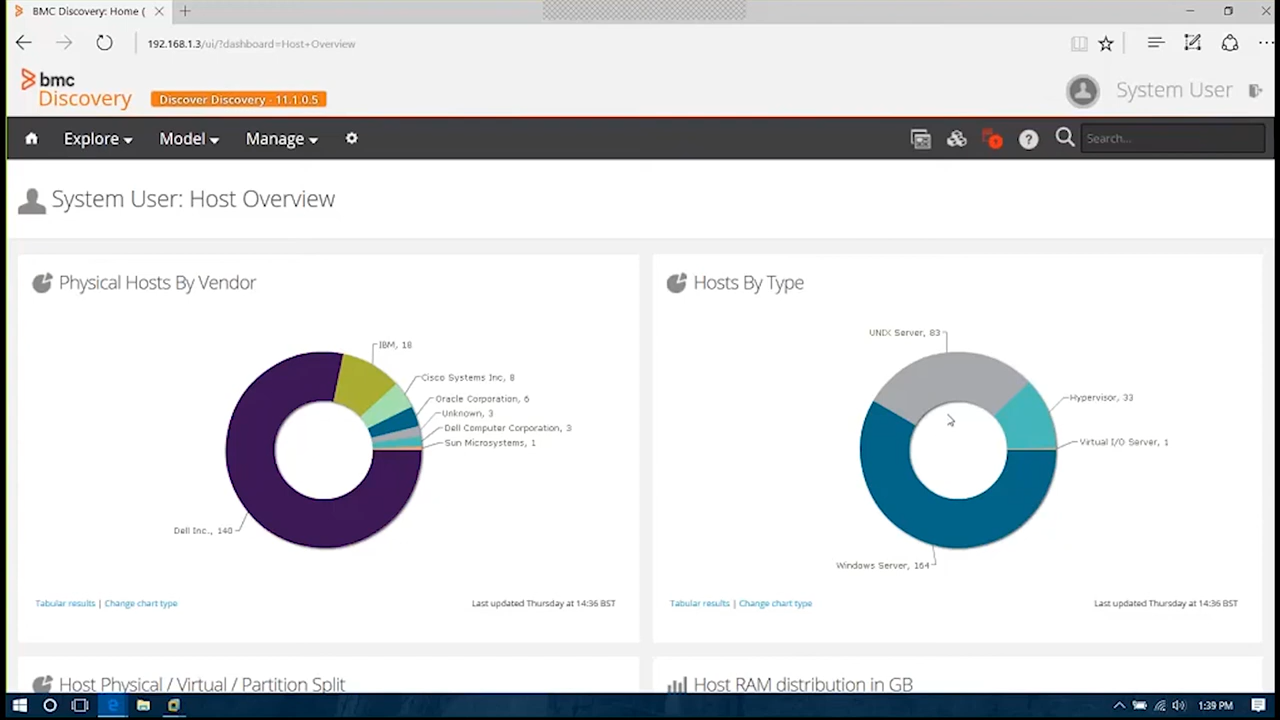 BMC Discovery: Home (
192.168.1.3/ui/?dashboard=Host+Overview
bmc
Discovery
Discover Discovery - 11.1.0.5
System User
Explore
Model
Manage
Search...
System User: Host Overview
Physical Hosts By Vendor
IBM, 18
Cisco Systems Inc, 8
Oracle Corporation, 6
Unknown, 3
Dell Computer Corporation, 3
Sun Microsystems, 1
Dell Inc., 140
Tabular results | Change chart type
Last updated Thursday at 14:36 BST
Hosts By Type
UNIX Server, 83
Hypervisor, 33
Virtual I/O Server, 1
Windows Server, 164
Tabular results | Change chart type
Last updated Thursday at 14:36 BST
Host Physical / Virtual / Partition Split
Host RAM distribution in GB
1:39 PM